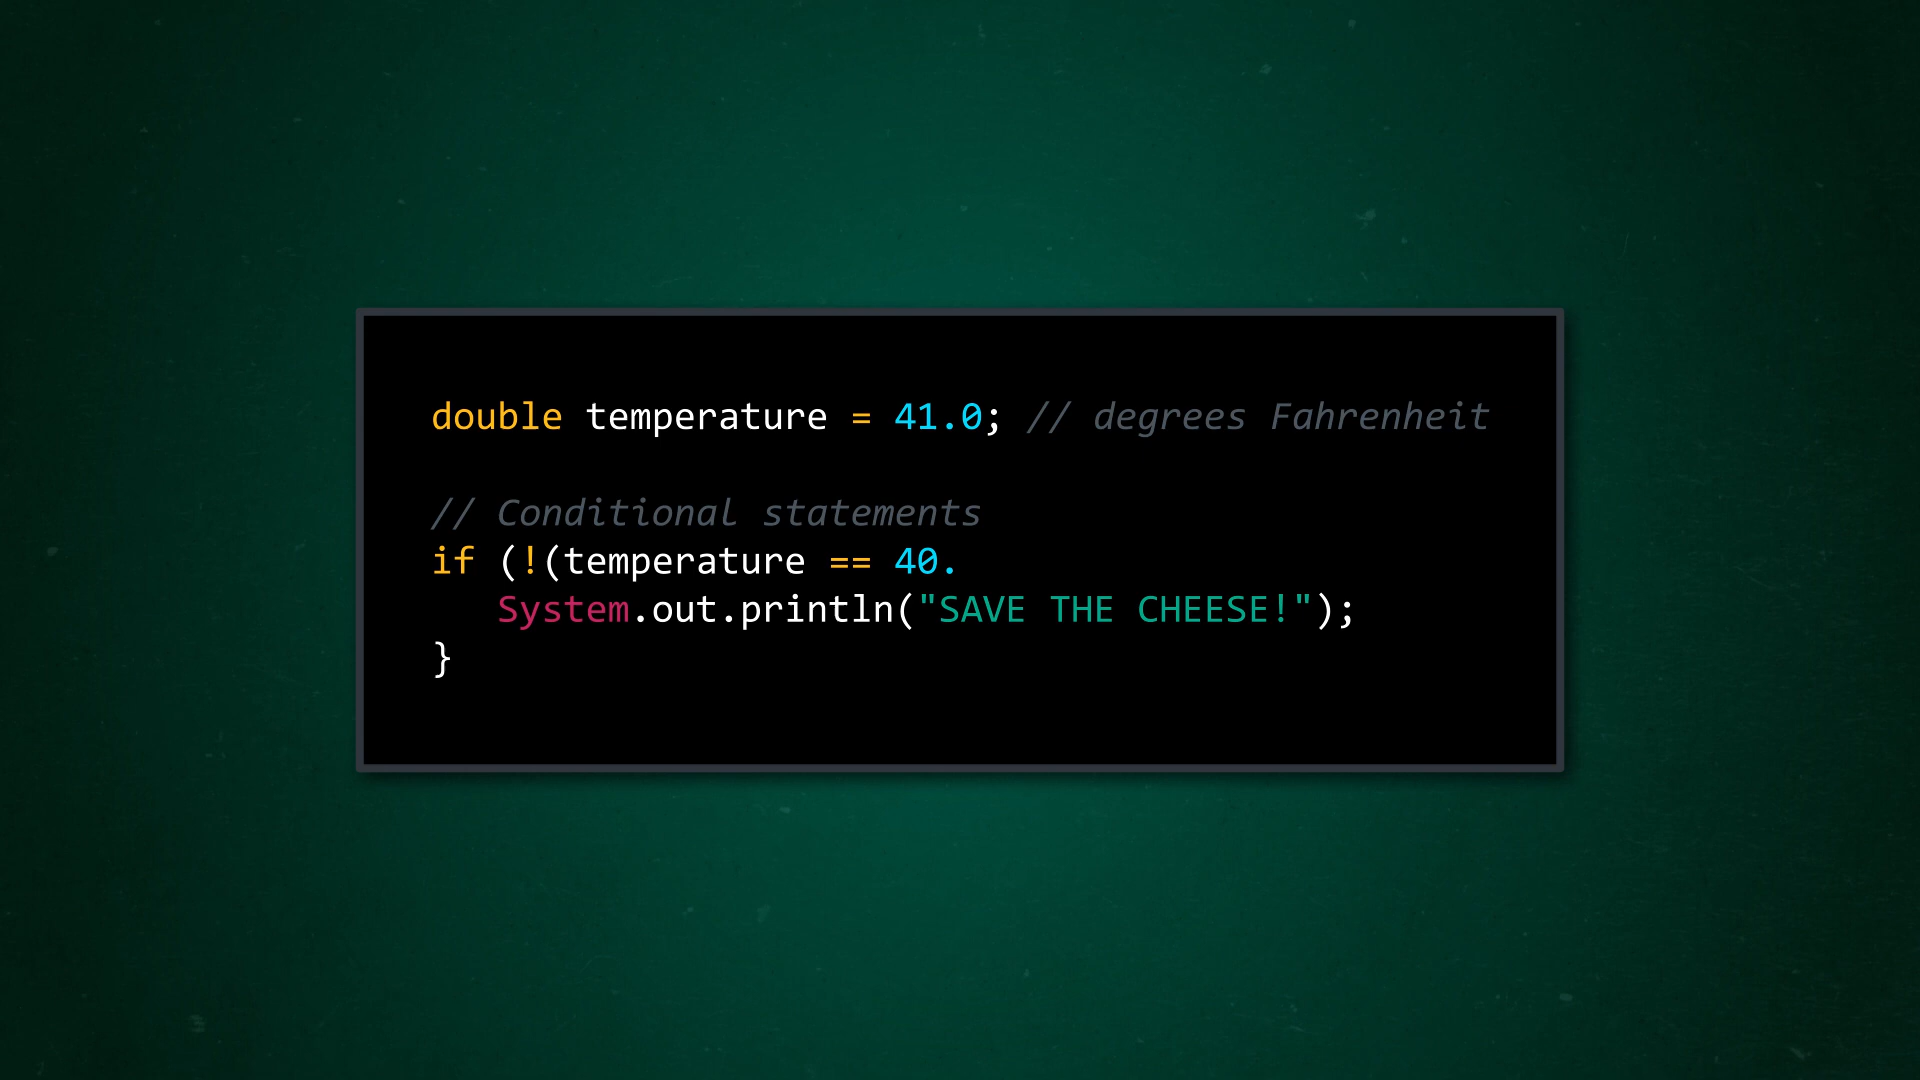 double temperature = 41.0; // degrees Fahrenheit
// Conditional statements
if (!(temperature == 40.
System.out.println("SAVE THE CHEESE!");
}